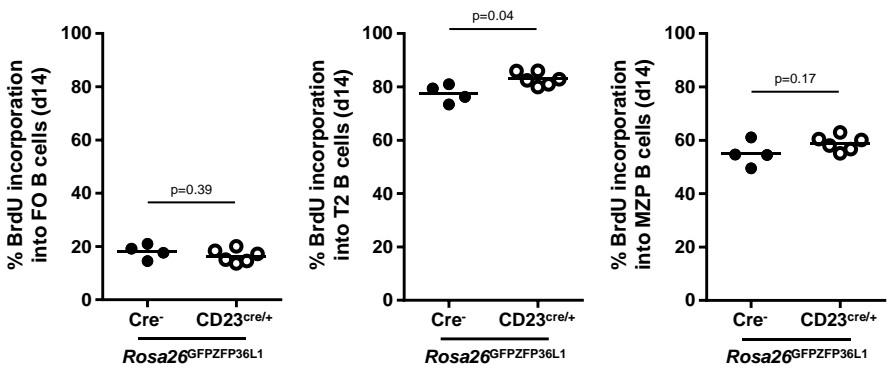 % BrdU incorporation
into FO B cells (d14)
100
80
60
40
20
0
p=0.39
Cre- CD23cre/+
Rosa26GFPZFP36L1
% BrdU incorporation
into T2 B cells (d14)
100
80
60
40
20
0
p=0.04
Cre- CD23cre/+
Rosa26GFPZFP36L1
% BrdU incorporation
into MZP B cells (d14)
100
80
60
40
20
0
p=0.17
Cre- CD23cre/+
Rosa26GFPZFP36L1